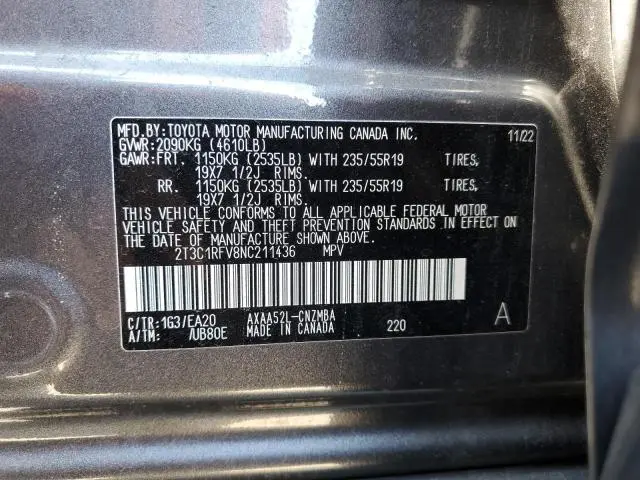 MFD.BY:TOYOTA MOTOR MANUFACTURING CANADA INC. 11/22
GVWR:2090KG (4610LB)
GAWR:FRT. 1150KG (2535LB) WITH 235/55R19 TIRES,
19X7 1/2J RIMS.
RR. 1150KG (2535LB) WITH 235/55R19 TIRES,
19X7 1/2J RIMS.
THIS VEHICLE CONFORMS TO ALL APPLICABLE FEDERAL MOTOR
VEHICLE SAFETY AND THEFT PREVENTION STANDARDS IN EFFECT ON
THE DATE OF MANUFACTURE SHOWN ABOVE.
2T3C1RFV8NC211436 MPV
C/TR:1G3/EA20 AXAA52L-CNZMBA 220 A
A/TM: /UB80E MADE IN CANADA